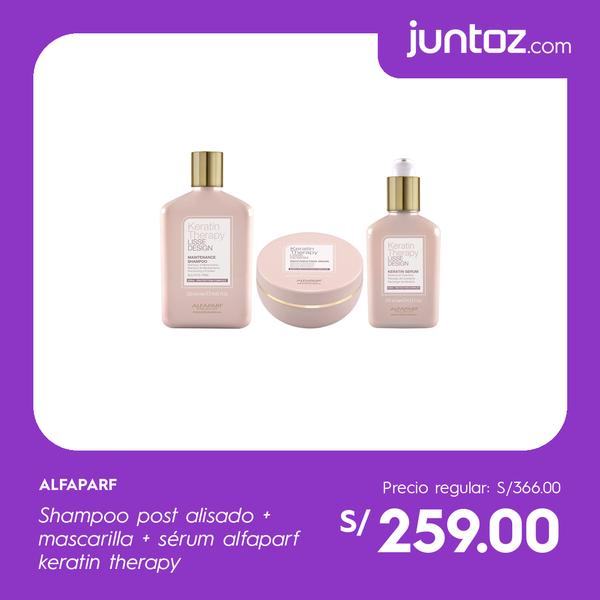 juntoz.com
Keratin
Therapy
LISSE
DESIGN
MAINTENANCE
SHAMPOO
ALFAPARF
Keratin
Therapy
LISSE
DESIGN
ALFAPARF
Keratin
Therapy
LISSE
DESIGN
KERATIN SERUM
ALFAPARF
ALFAPARF
Shampoo post alisado +
mascarilla + sérum alfaparf
keratin therapy
Precio regular: S/366.00
S/ 259.00